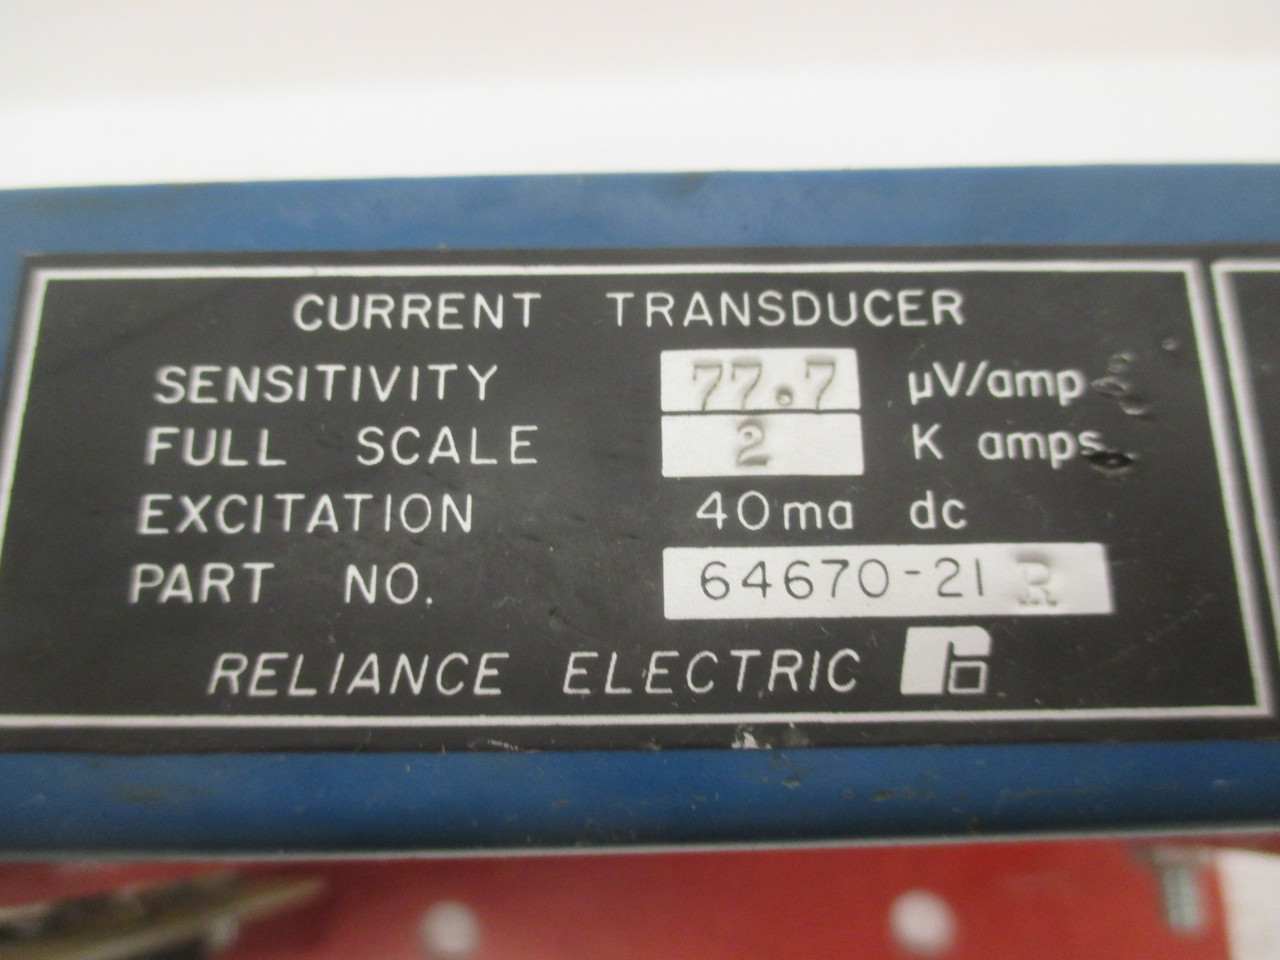 CURRENT TRANSDUCER
SENSITIVITY 77.7 µV/amp
FULL SCALE 2 K amps
EXCITATION 40ma dc
PART NO. 64670-21 R
RELIANCE ELECTRIC